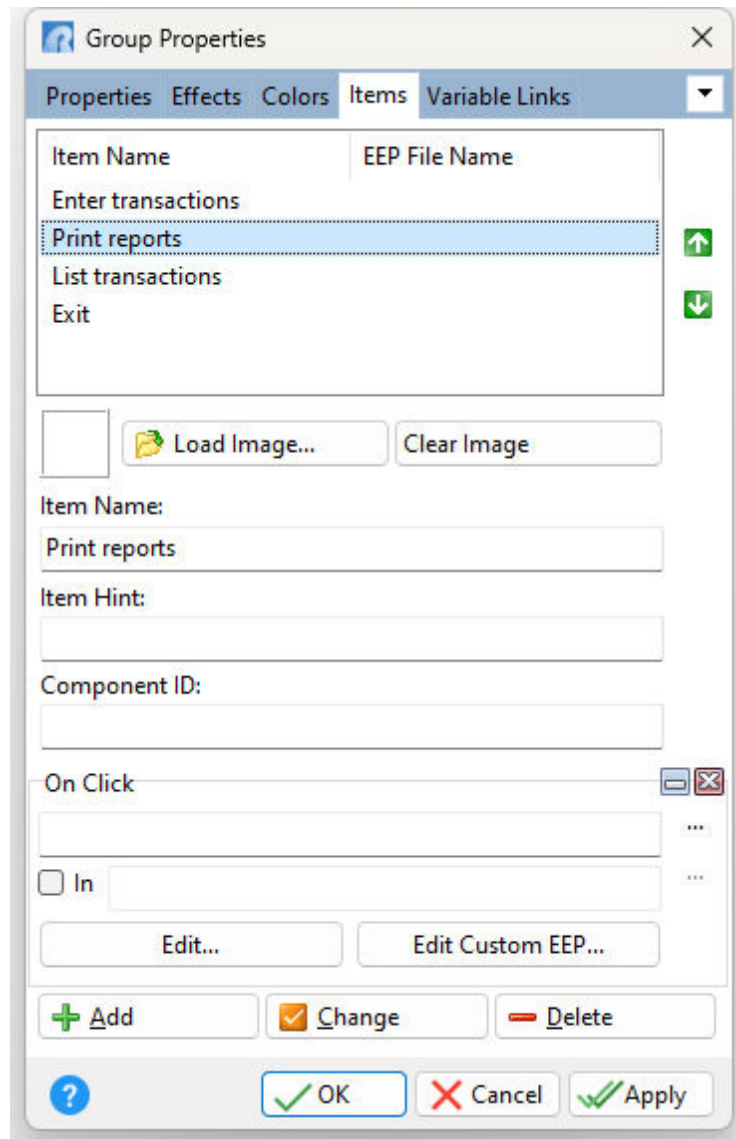 Group Properties
Properties Effects Colors Items Variable Links
Item Name EEP File Name
Enter transactions
Print reports
List transactions
Exit
Load Image... Clear Image
Item Name:
Print reports
Item Hint:
Component ID:
On Click
...
In ...
Edit... Edit Custom EEP...
Add Change Delete
? OK Cancel Apply